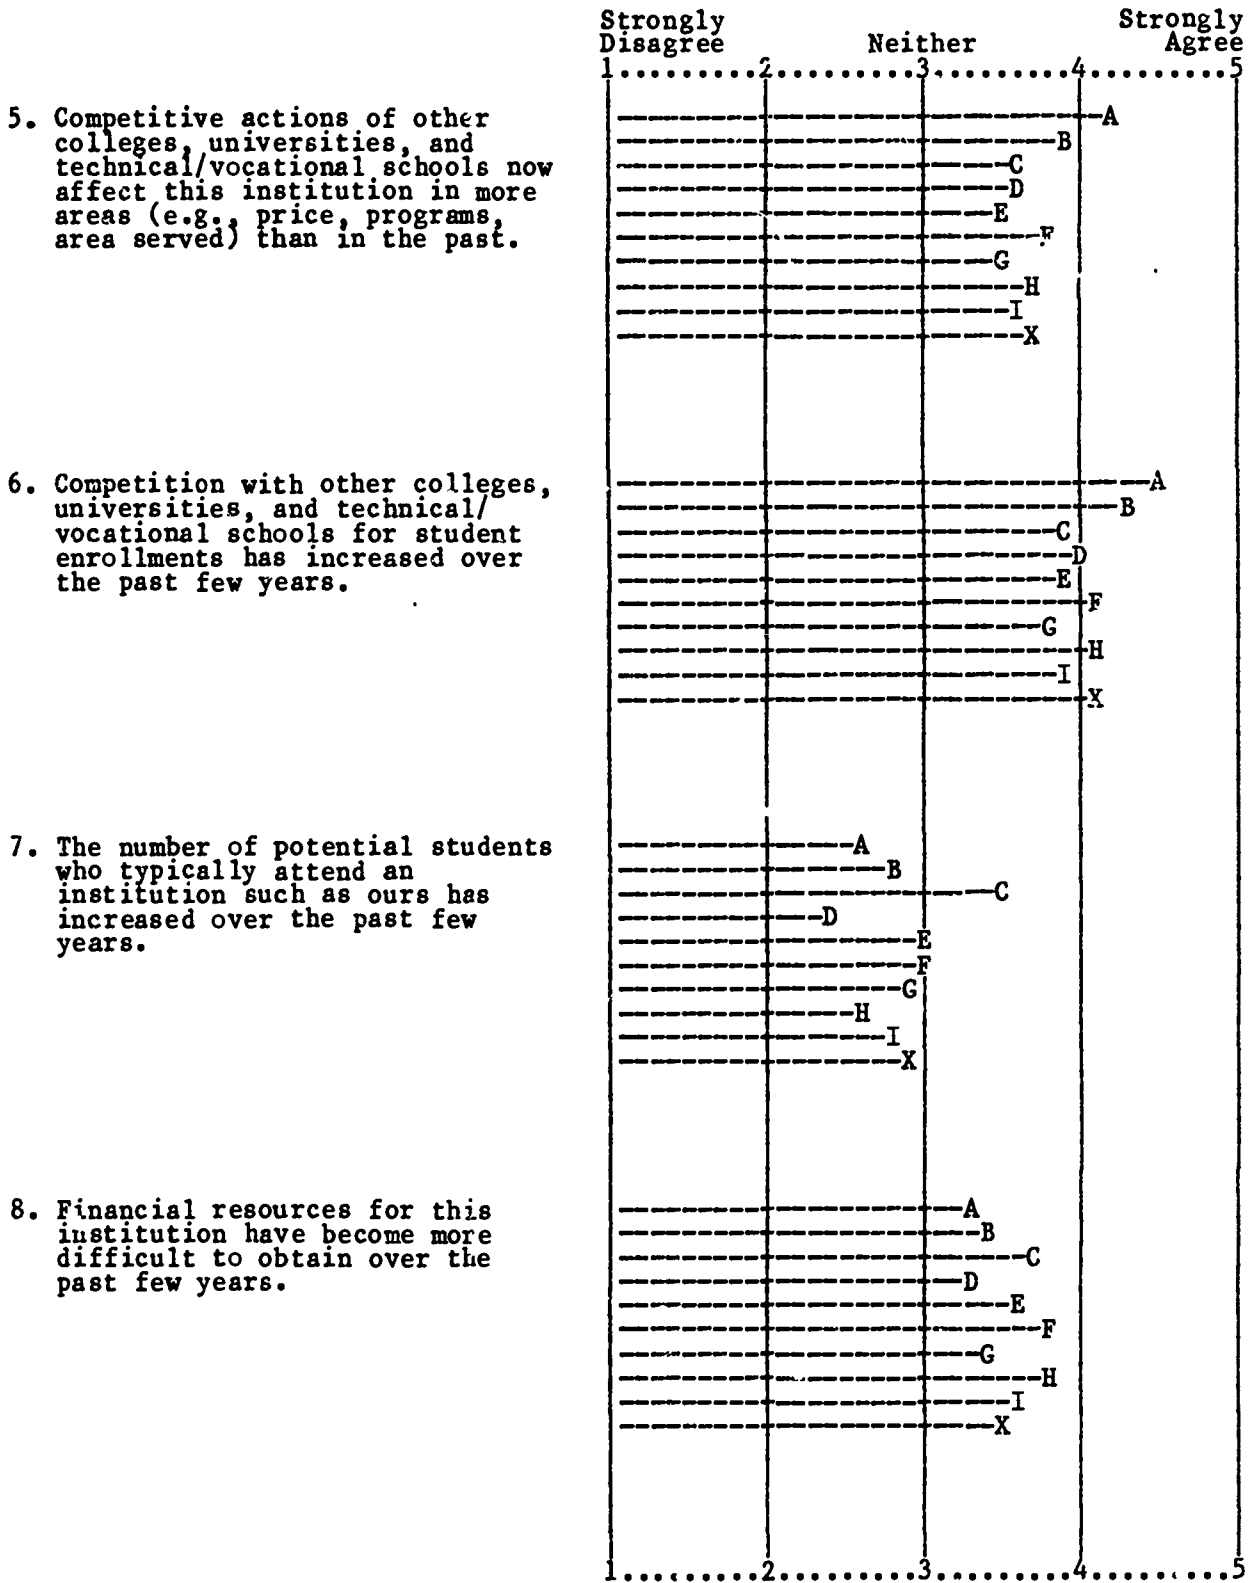 Strongly Disagree Neither Strongly Agree
1.........2.........3.........4.........5
5. Competitive actions of other
colleges, universities, and
technical/vocational schools now
affect this institution in more
areas (e.g., price, programs,
area served) than in the past.
A
B
C
D
E
F
G
H
I
X
6. Competition with other colleges,
universities, and technical/
vocational schools for student
enrollments has increased over
the past few years.
A
B
C
D
E
F
G
H
I
X
7. The number of potential students
who typically attend an
institution such as ours has
increased over the past few
years.
A
B
C
D
E
F
G
H
I
X
8. Financial resources for this
institution have become more
difficult to obtain over the
past few years.
A
B
C
D
E
F
G
H
I
X
1.........2.........3.........4.........5